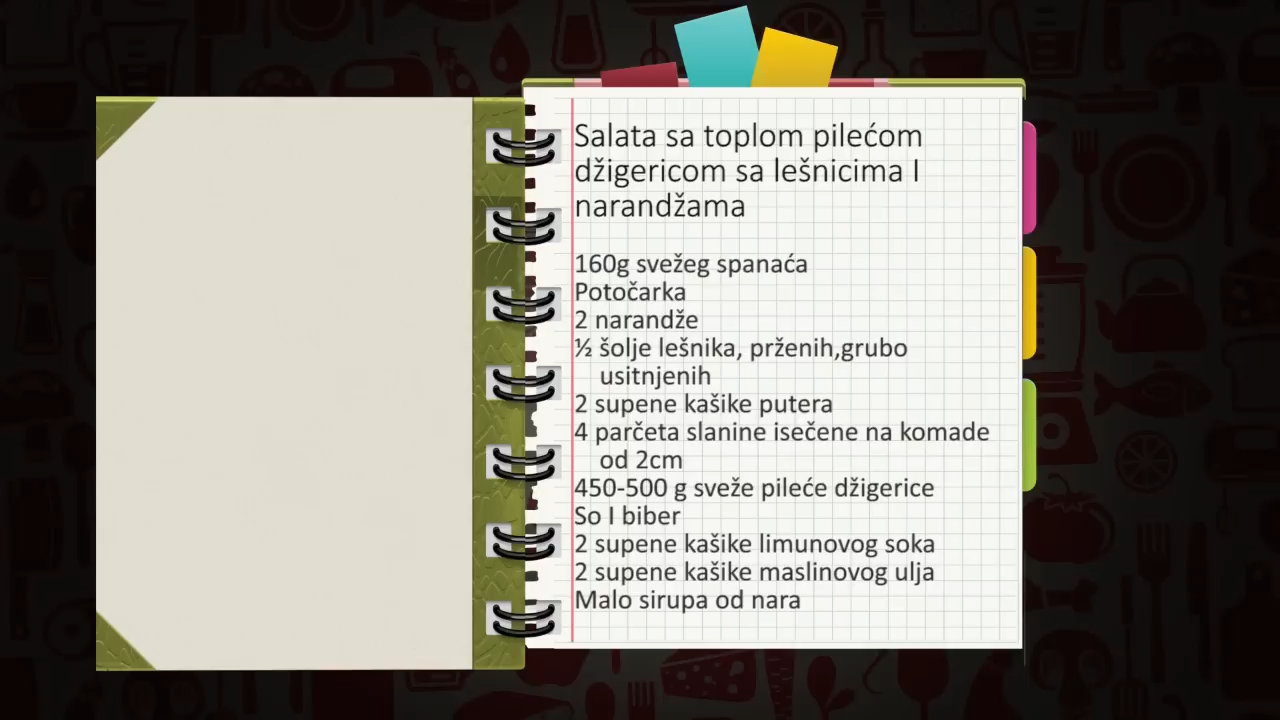 Salata sa toplom pilećom
džigericom sa lešnicima I
narandžama
160g svežeg spanaća
Potočarka
2 narandže
½ šolje lešnika, prženih,grubo
usitnjenih
2 supene kašike putera
4 parčeta slanine isečene na komade
od 2cm
450-500 g sveže pileće džigerice
So I biber
2 supene kašike limunovog soka
2 supene kašike maslinovog ulja
Malo sirupa od nara